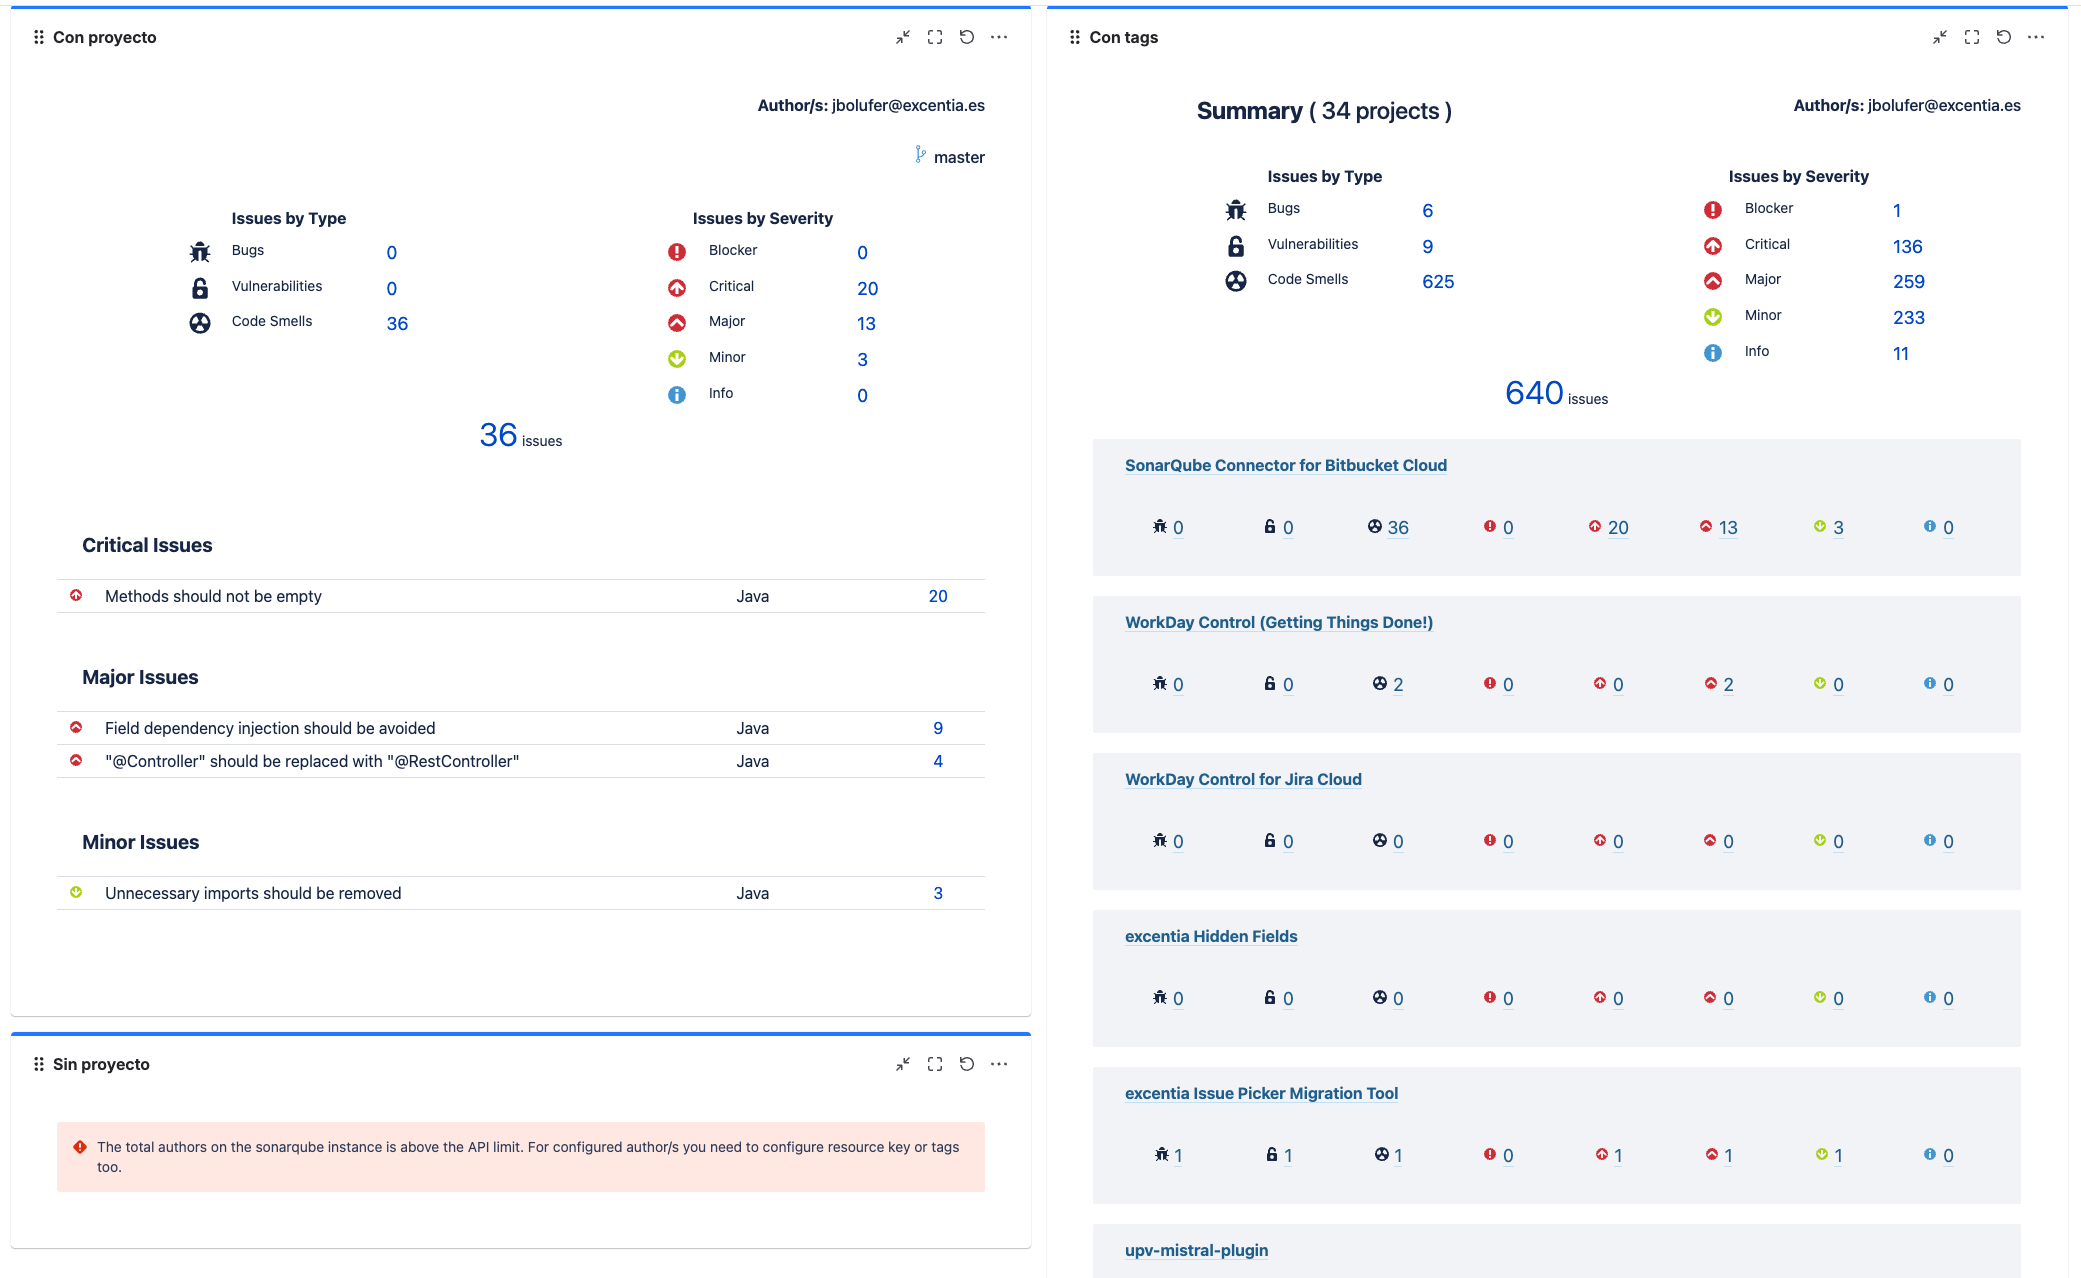 Con proyecto
Author/s: jbolufer@excentia.es
master
Issues by Type
Bugs 0
Vulnerabilities 0
Code Smells 36
Issues by Severity
Blocker 0
Critical 20
Major 13
Minor 3
Info 0
36 issues
Critical Issues
Methods should not be empty Java 20
Major Issues
Field dependency injection should be avoided Java 9
"@Controller" should be replaced with "@RestController" Java 4
Minor Issues
Unnecessary imports should be removed Java 3
Sin proyecto
The total authors on the sonarqube instance is above the API limit. For configured author/s you need to configure resource key or tags
too.
Con tags
Summary ( 34 projects )
Author/s: jbolufer@excentia.es
Issues by Type
Bugs 6
Vulnerabilities 9
Code Smells 625
Issues by Severity
Blocker 1
Critical 136
Major 259
Minor 233
Info 11
640 issues
SonarQube Connector for Bitbucket Cloud
0 0 36 0 20 13 3 0
WorkDay Control (Getting Things Done!)
0 0 2 0 0 2 0 0
WorkDay Control for Jira Cloud
0 0 0 0 0 0 0 0
excentia Hidden Fields
0 0 0 0 0 0 0 0
excentia Issue Picker Migration Tool
1 1 1 0 1 1 1 0
upv-mistral-plugin